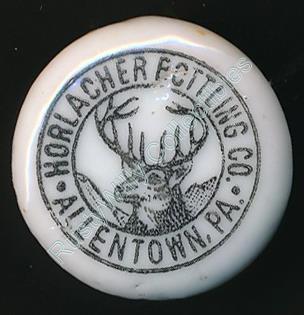 HORLACHER BOTTLING CO.
• ALLENTOWN, PA. •